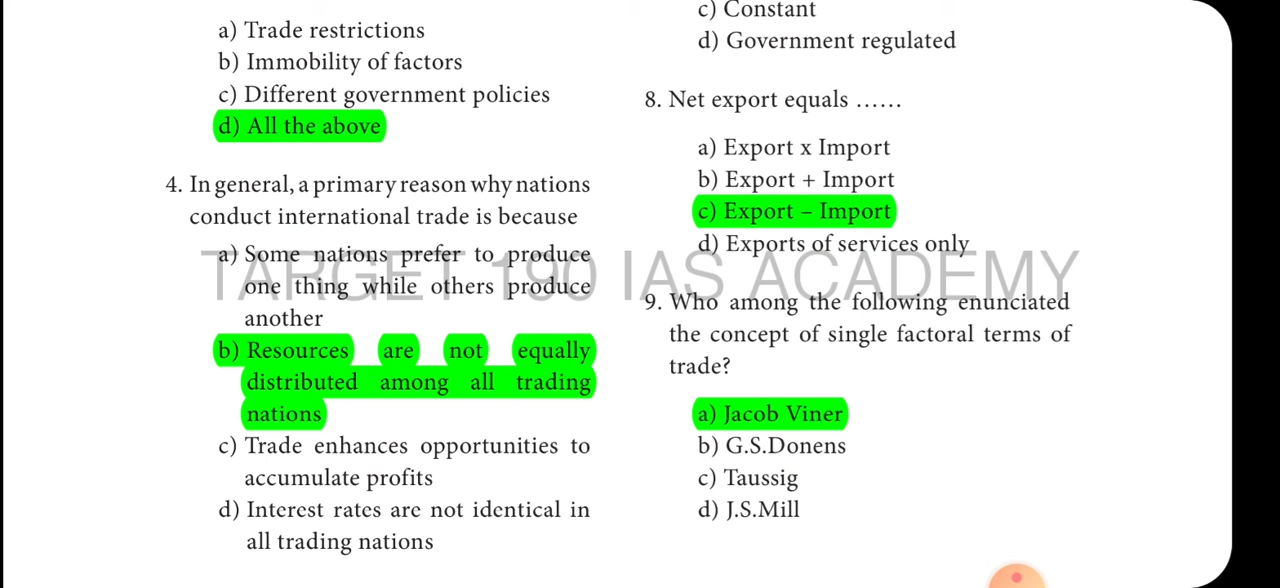 a) Trade restrictions
b) Immobility of factors
c) Different government policies
d) All the above
4. In general, a primary reason why nations
conduct international trade is because
a) Some nations prefer to produce
one thing while others produce
another
b) Resources are not equally
distributed among all trading
nations
c) Trade enhances opportunities to
accumulate profits
d) Interest rates are not identical in
all trading nations
c) Constant
d) Government regulated
8. Net export equals ……
a) Export x Import
b) Export + Import
c) Export – Import
d) Exports of services only
9. Who among the following enunciated
the concept of single factoral terms of
trade?
a) Jacob Viner
b) G.S.Donens
c) Taussig
d) J.S.Mill
TARGET 190 IAS ACADEMY